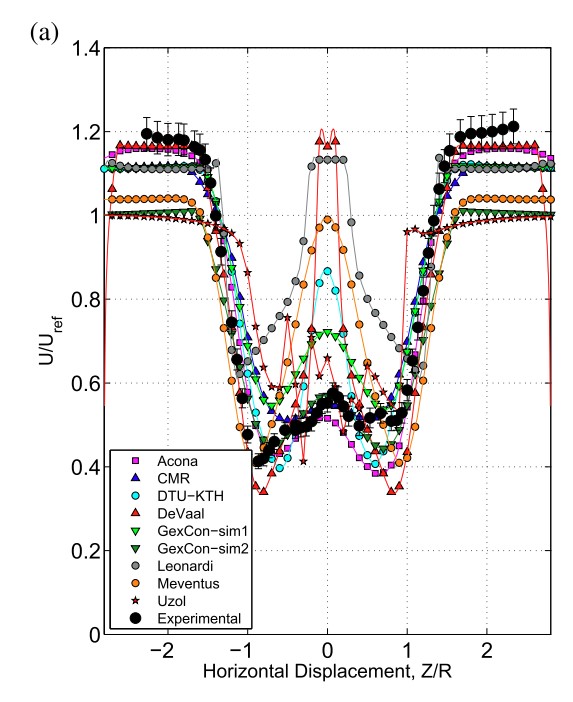 (a)
1.4
1.2
1
0.8
0.6
0.4
0.2
0
U/U_ref
Acona
CMR
DTU-KTH
DeVaal
GexCon-sim1
GexCon-sim2
Leonardi
Meventus
Uzol
Experimental
−2 −1 0 1 2
Horizontal Displacement, Z/R